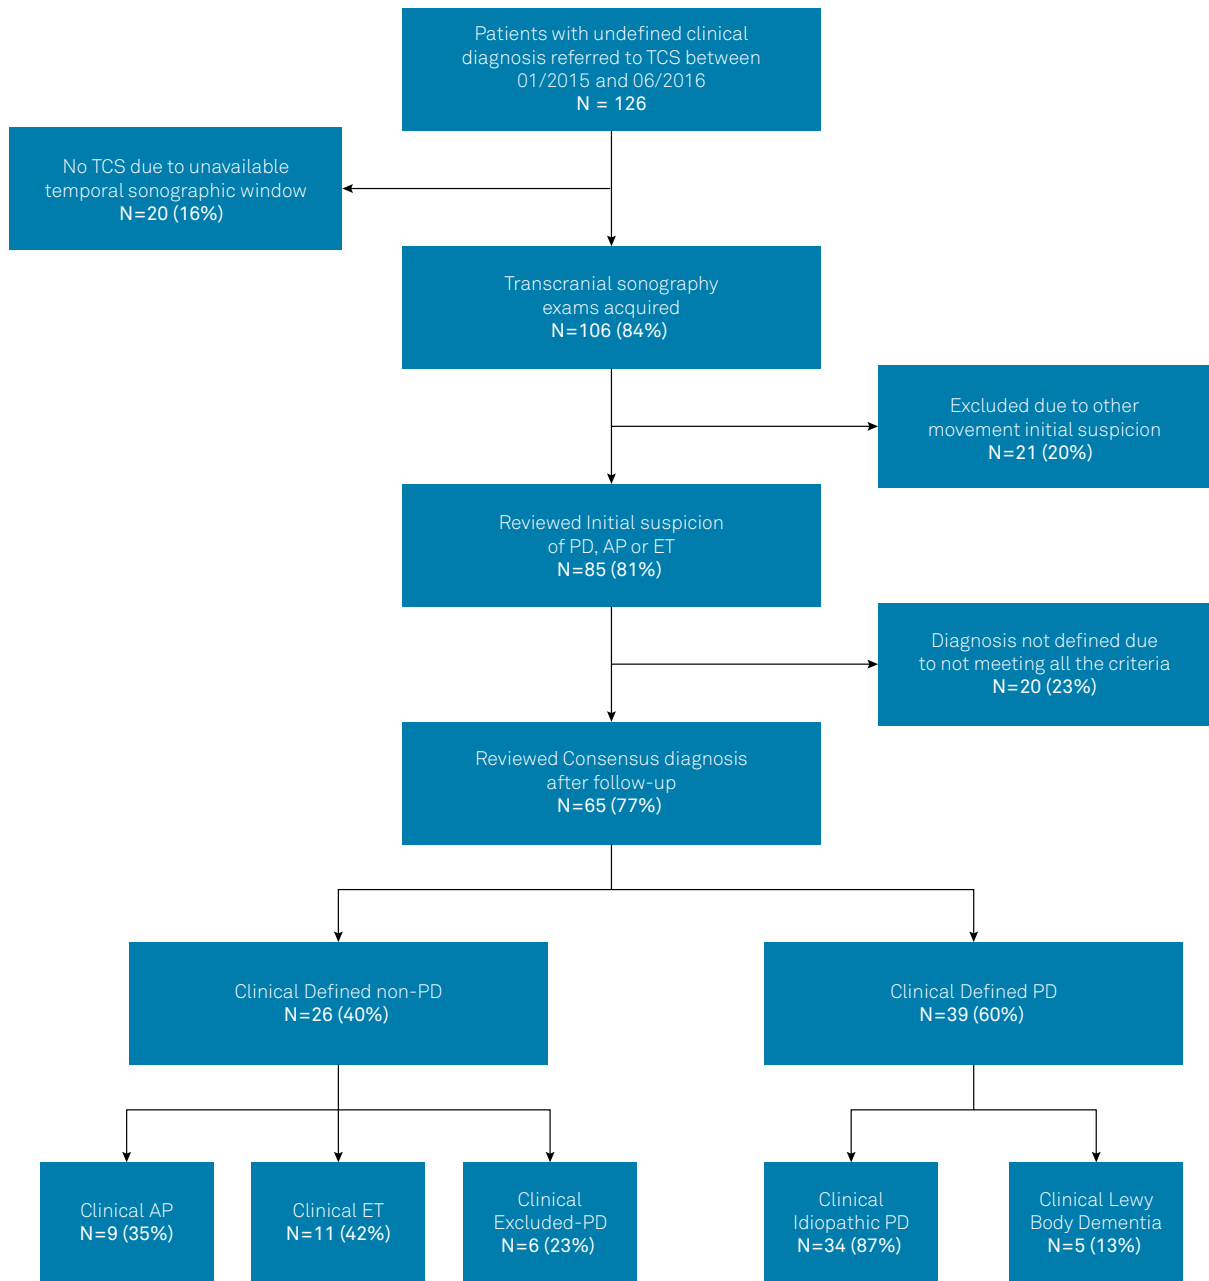 Patients with undefined clinical
diagnosis referred to TCS between
01/2015 and 06/2016
N = 126
No TCS due to unavailable
temporal sonographic window
N=20 (16%)
Transcranial sonography
exams acquired
N=106 (84%)
Excluded due to other
movement initial suspicion
N=21 (20%)
Reviewed Initial suspicion
of PD, AP or ET
N=85 (81%)
Diagnosis not defined due
to not meeting all the criteria
N=20 (23%)
Reviewed Consensus diagnosis
after follow-up
N=65 (77%)
Clinical Defined non-PD
N=26 (40%)
Clinical Defined PD
N=39 (60%)
Clinical AP
N=9 (35%)
Clinical ET
N=11 (42%)
Clinical
Excluded-PD
N=6 (23%)
Clinical
Idiopathic PD
N=34 (87%)
Clinical Lewy
Body Dementia
N=5 (13%)